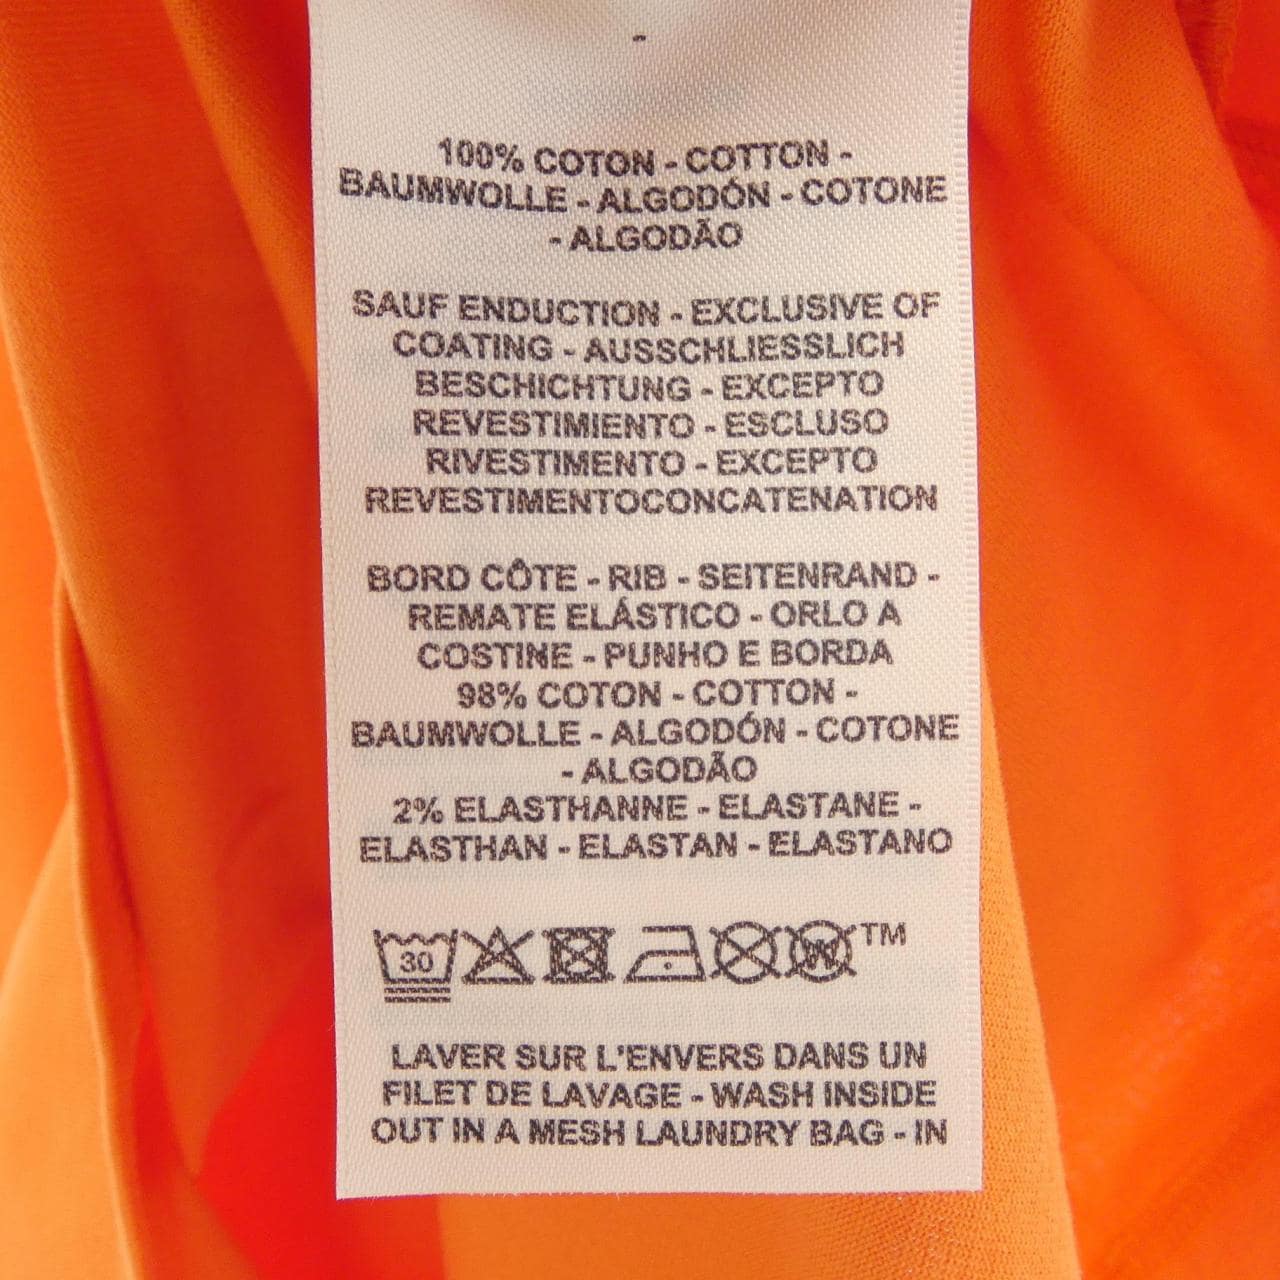 -
100% COTON - COTTON -
BAUMWOLLE - ALGODÓN - COTONE
- ALGODÃO
SAUF ENDUCTION - EXCLUSIVE OF
COATING - AUSSCHLIESSLICH
BESCHICHTUNG - EXCEPTO
REVESTIMIENTO - ESCLUSO
RIVESTIMENTO - EXCEPTO
REVESTIMENTOCONCATENATION
BORD CÔTE - RIB - SEITENRAND -
REMATE ELÁSTICO - ORLO A
COSTINE - PUNHO E BORDA
98% COTON - COTTON -
BAUMWOLLE - ALGODÓN - COTONE
- ALGODÃO
2% ELASTHANNE - ELASTANE -
ELASTHAN - ELASTAN - ELASTANO
30 W TM
LAVER SUR L'ENVERS DANS UN
FILET DE LAVAGE - WASH INSIDE
OUT IN A MESH LAUNDRY BAG - IN